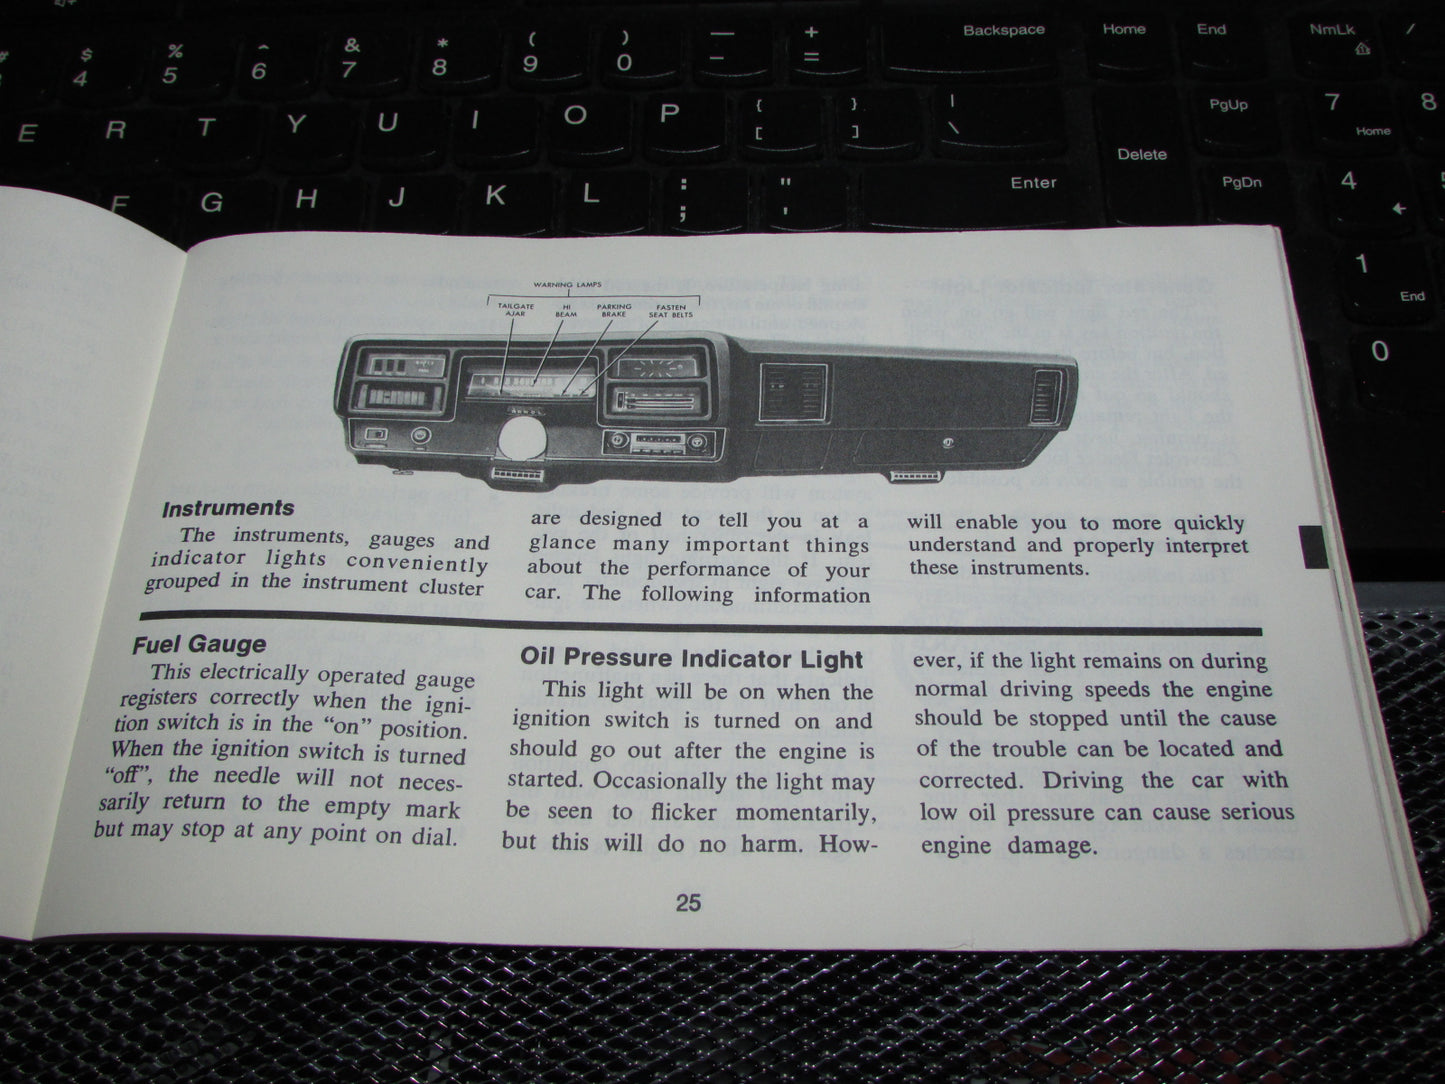 $ % ^ & * ( ) — +
4 5 6 7 8 9 0 - = Backspace Home End NmLk /
E R T Y U I O P { [ } ] | \ Delete PgUp 7 Home 8
F G H J K L : ; " ' Enter PgDn 4
1 End
0
WARNING LAMPS
TAILGATE AJAR
HI BEAM
PARKING BRAKE
FASTEN SEAT BELTS
Instruments
The instruments, gauges and
indicator lights conveniently
grouped in the instrument cluster
are designed to tell you at a
glance many important things
about the performance of your
car. The following information
will enable you to more quickly
understand and properly interpret
these instruments.
Fuel Gauge
This electrically operated gauge
registers correctly when the igni-
tion switch is in the “on” position.
When the ignition switch is turned
“off”, the needle will not neces-
sarily return to the empty mark
but may stop at any point on dial.
Oil Pressure Indicator Light
This light will be on when the
ignition switch is turned on and
should go out after the engine is
started. Occasionally the light may
be seen to flicker momentarily,
but this will do no harm. How-
ever, if the light remains on during
normal driving speeds the engine
should be stopped until the cause
of the trouble can be located and
corrected. Driving the car with
low oil pressure can cause serious
engine damage.
25